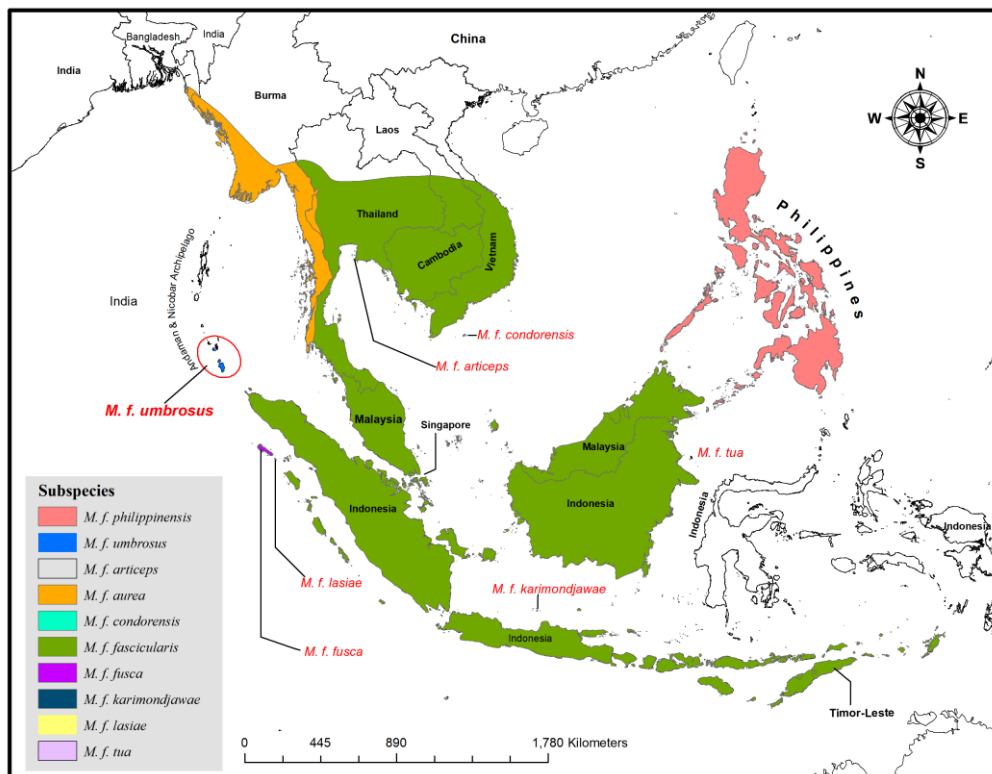 Bangladesh
India
China
India
Burma
N
W
E
S
Laos
Thailand
Philippines
Cambodia
Vietnam
Andaman & Nicobar Archipelago
India
M. f. condorensis
M. f. articeps
M. f. umbrosus
Malaysia
Singapore
Malaysia
M. f. tua
Subspecies
M. f. philippinensis
M. f. umbrosus
M. f. articeps
M. f. aurea
M. f. condorensis
M. f. fascicularis
M. f. fusca
M. f. karimondjawae
M. f. lasiae
M. f. tua
Indonesia
Indonesia
Indonesia
Indonesia
M. f. lasiae
M. f. karimondjawae
Indonesia
M. f. fusca
Timor-Leste
0 445 890 1,780 Kilometers